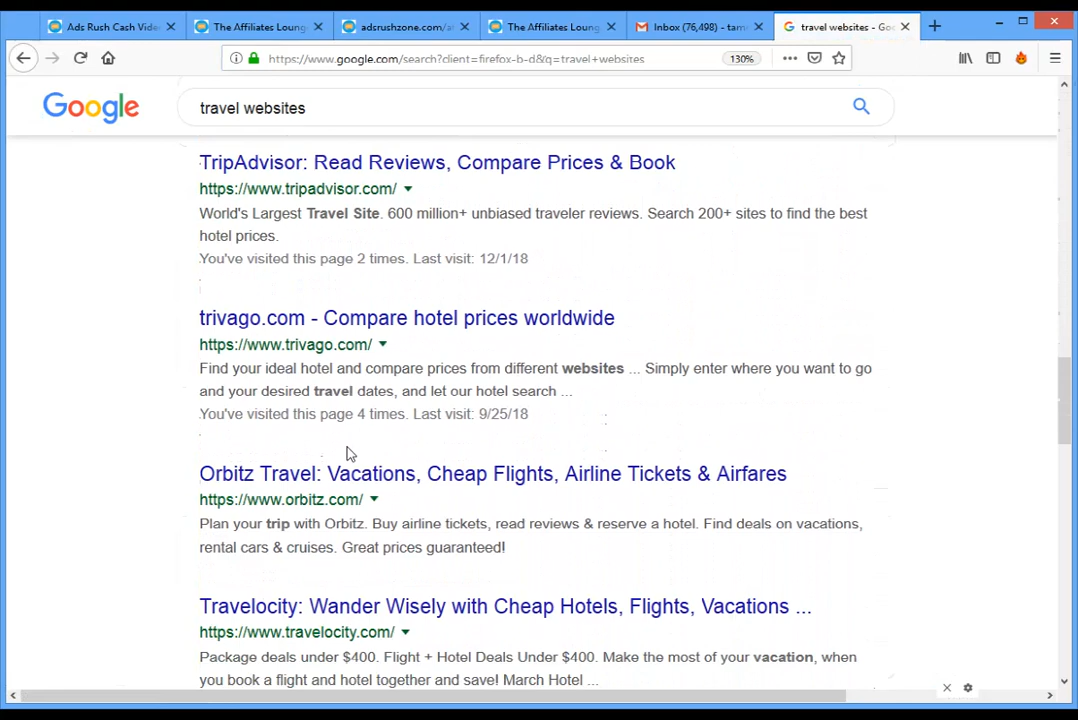 Ads Rush Cash Vide
The Affiliates Loung
adsrushzone.com/a
The Affiliates Loung
Inbox (76,498) - tam
travel websites - Goo
https://www.google.com/search?client=firefox-b-d&q=travel+websites
130%
Google
travel websites
TripAdvisor: Read Reviews, Compare Prices & Book
https://www.tripadvisor.com/
World's Largest Travel Site. 600 million+ unbiased traveler reviews. Search 200+ sites to find the best
hotel prices.
You've visited this page 2 times. Last visit: 12/1/18
trivago.com - Compare hotel prices worldwide
https://www.trivago.com/
Find your ideal hotel and compare prices from different websites ... Simply enter where you want to go
and your desired travel dates, and let our hotel search ...
You've visited this page 4 times. Last visit: 9/25/18
Orbitz Travel: Vacations, Cheap Flights, Airline Tickets & Airfares
https://www.orbitz.com/
Plan your trip with Orbitz. Buy airline tickets, read reviews & reserve a hotel. Find deals on vacations,
rental cars & cruises. Great prices guaranteed!
Travelocity: Wander Wisely with Cheap Hotels, Flights, Vacations ...
https://www.travelocity.com/
Package deals under $400. Flight + Hotel Deals Under $400. Make the most of your vacation, when
you book a flight and hotel together and save! March Hotel ...